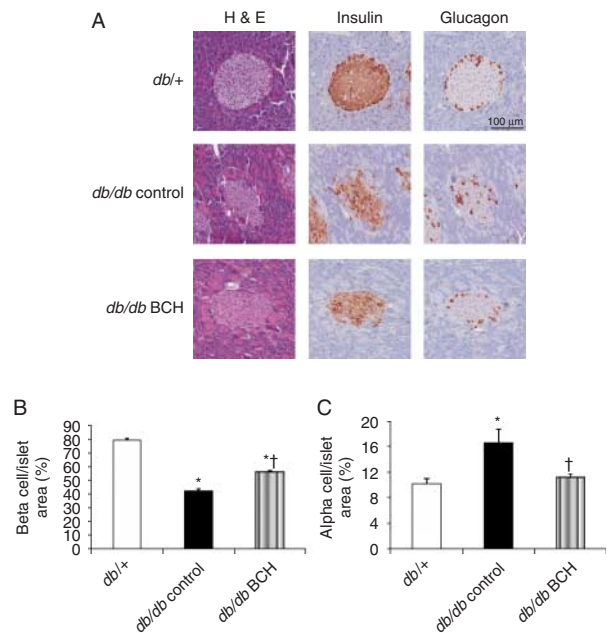 A
H & E
Insulin
Glucagon
db/+
100 µm
db/db control
db/db BCH
B
Beta cell/islet
area (%)
90
80
70
60
50
40
30
20
10
0
*
*†
db/+
db/db control
db/db BCH
C
Alpha cell/islet
area (%)
20
16
12
8
4
0
*
†
db/+
db/db control
db/db BCH